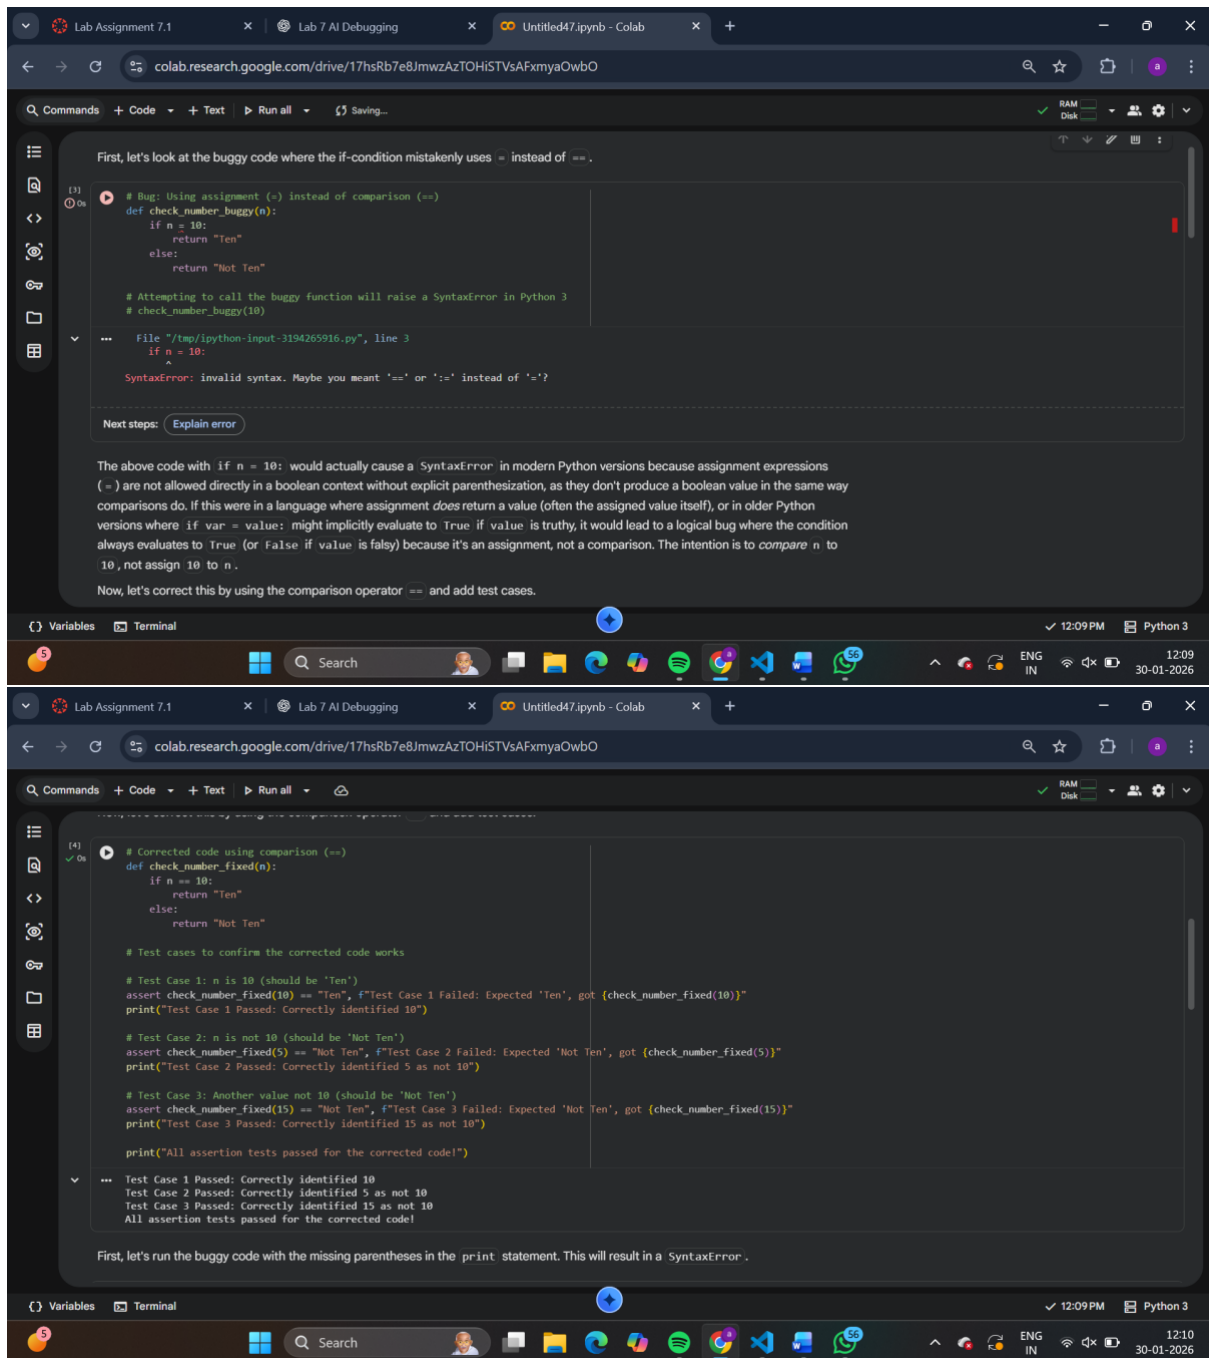 Lab Assignment 7.1
Lab 7 AI Debugging
Untitled47.ipynb - Colab
colab.research.google.com/drive/17hsRb7e8JmwzAzTOHiSTVsAFxmyaOwbO
a
Commands + Code + Text Run all Saving...
RAM
Disk
First, let's look at the buggy code where the if-condition mistakenly uses = instead of == .
[3]
0s
# Bug: Using assignment (=) instead of comparison (==)
def check_number_buggy(n):
    if n = 10:
        return "Ten"
    else:
        return "Not Ten"
# Attempting to call the buggy function will raise a SyntaxError in Python 3
# check_number_buggy(10)
File "/tmp/ipython-input-3194265916.py", line 3
    if n = 10:
       ^
SyntaxError: invalid syntax. Maybe you meant '==' or ':=' instead of '='?
Next steps: Explain error
The above code with if n = 10: would actually cause a SyntaxError in modern Python versions because assignment expressions
( = ) are not allowed directly in a boolean context without explicit parenthesization, as they don't produce a boolean value in the same way
comparisons do. If this were in a language where assignment does return a value (often the assigned value itself), or in older Python
versions where if var = value: might implicitly evaluate to True if value is truthy, it would lead to a logical bug where the condition
always evaluates to True (or False if value is falsy) because it's an assignment, not a comparison. The intention is to compare n to
10 , not assign 10 to n .
Now, let's correct this by using the comparison operator == and add test cases.
{} Variables Terminal
12:09 PM Python 3
5
Search
56
ENG
IN
12:09
30-01-2026
Lab Assignment 7.1
Lab 7 AI Debugging
Untitled47.ipynb - Colab
colab.research.google.com/drive/17hsRb7e8JmwzAzTOHiSTVsAFxmyaOwbO
a
Commands + Code + Text Run all
RAM
Disk
[4]
0s
# Corrected code using comparison (==)
def check_number_fixed(n):
    if n == 10:
        return "Ten"
    else:
        return "Not Ten"
# Test cases to confirm the corrected code works
# Test Case 1: n is 10 (should be 'Ten')
assert check_number_fixed(10) == "Ten", f"Test Case 1 Failed: Expected 'Ten', got {check_number_fixed(10)}"
print("Test Case 1 Passed: Correctly identified 10")
# Test Case 2: n is not 10 (should be 'Not Ten')
assert check_number_fixed(5) == "Not Ten", f"Test Case 2 Failed: Expected 'Not Ten', got {check_number_fixed(5)}"
print("Test Case 2 Passed: Correctly identified 5 as not 10")
# Test Case 3: Another value not 10 (should be 'Not Ten')
assert check_number_fixed(15) == "Not Ten", f"Test Case 3 Failed: Expected 'Not Ten', got {check_number_fixed(15)}"
print("Test Case 3 Passed: Correctly identified 15 as not 10")
print("All assertion tests passed for the corrected code!")
Test Case 1 Passed: Correctly identified 10
Test Case 2 Passed: Correctly identified 5 as not 10
Test Case 3 Passed: Correctly identified 15 as not 10
All assertion tests passed for the corrected code!
First, let's run the buggy code with the missing parentheses in the print statement. This will result in a SyntaxError .
{} Variables Terminal
12:09 PM Python 3
5
Search
56
ENG
IN
12:10
30-01-2026